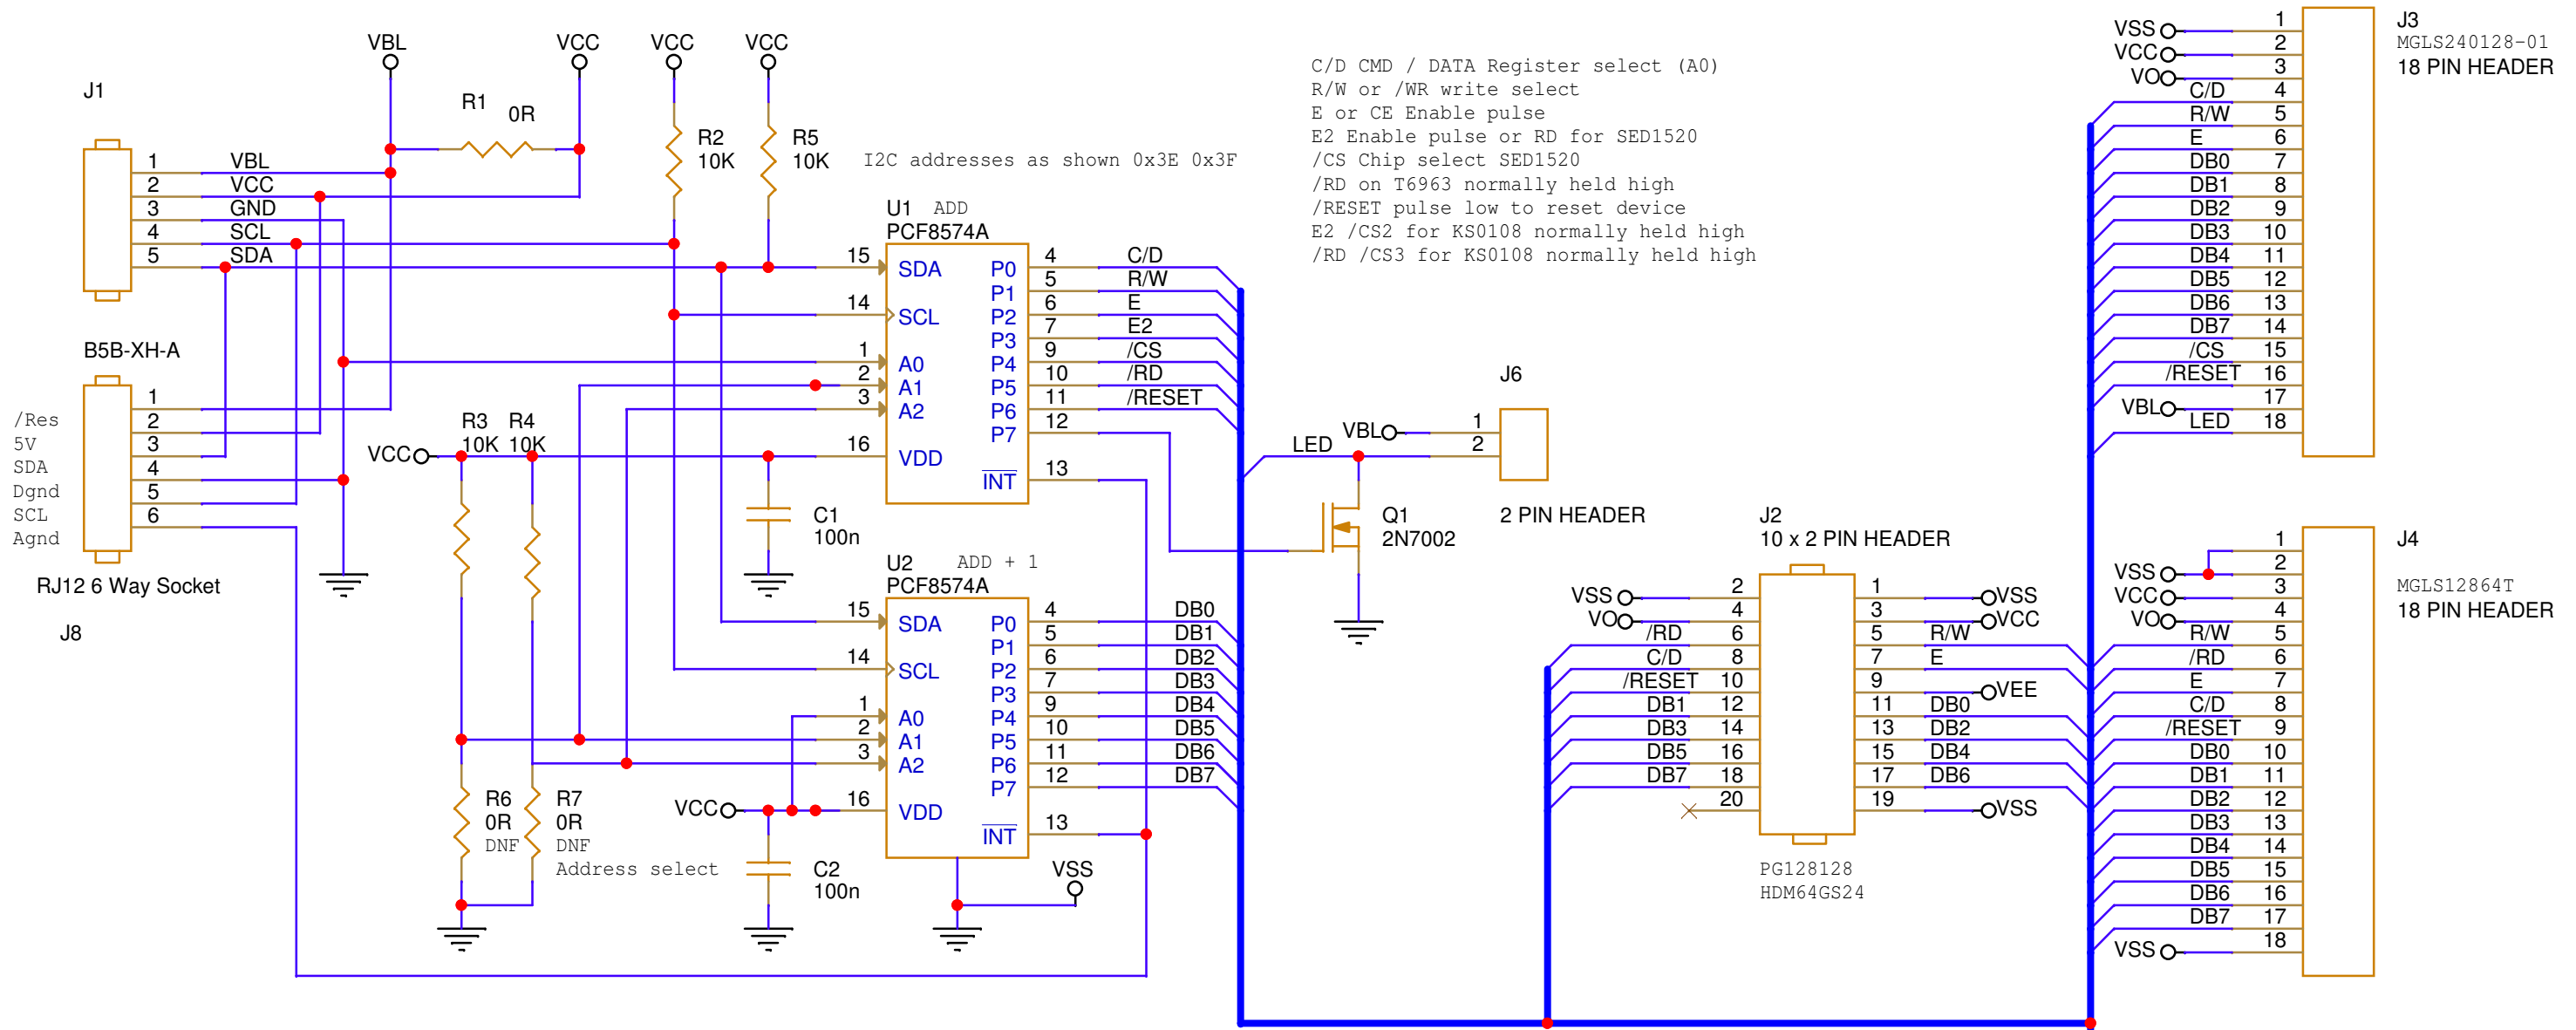 J1
1 VBL
2 VCC
3 GND
4 SCL
5 SDA
B5B-XH-A
/Res
5V
SDA
Dgnd
SCL
Agnd
1
2
3
4
5
6
RJ12 6 Way Socket
J8
VBL
VCC
VCC
VCC
R1
0R
R2
10K
R5
10K
I2C addresses as shown 0x3E 0x3F
U1 ADD
PCF8574A
15 SDA
14 SCL
1 A0
2 A1
3 A2
16 VDD
P0 4 C/D
P1 5 R/W
P2 6 E
P3 7 E2
P4 9 /CS
P5 10 /RD
P6 11 /RESET
P7 12
INT 13
VCC
R3
10K
R4
10K
C1
100n
U2 ADD + 1
PCF8574A
15 SDA
14 SCL
1 A0
2 A1
3 A2
16 VDD
P0 4 DB0
P1 5 DB1
P2 6 DB2
P3 7 DB3
P4 9 DB4
P5 10 DB5
P6 11 DB6
P7 12 DB7
INT 13
R6
0R
DNF
R7
0R
DNF
Address select
VCC
C2
100n
VSS
C/D CMD / DATA Register select (A0)
R/W or /WR write select
E or CE Enable pulse
E2 Enable pulse or RD for SED1520
/CS Chip select SED1520
/RD on T6963 normally held high
/RESET pulse low to reset device
E2 /CS2 for KS0108 normally held high
/RD /CS3 for KS0108 normally held high
J6
VBL 1
LED 2
2 PIN HEADER
Q1
2N7002
J2
10 x 2 PIN HEADER
VSS 2 1 VSS
VO 4 3 VCC
/RD 6 5 R/W
C/D 8 7 E
/RESET 10 9 VEE
DB1 12 11 DB0
DB3 14 13 DB2
DB5 16 15 DB4
DB7 18 17 DB6
20 19 VSS
PG128128
HDM64GS24
J3
MGLS240128-01
18 PIN HEADER
VSS 1
VCC 2
VO 3
C/D 4
R/W 5
E 6
DB0 7
DB1 8
DB2 9
DB3 10
DB4 11
DB5 12
DB6 13
DB7 14
/CS 15
/RESET 16
VBL 17
LED 18
J4
MGLS12864T
18 PIN HEADER
1
VSS 2
VCC 3
VO 4
R/W 5
/RD 6
E 7
C/D 8
/RESET 9
DB0 10
DB1 11
DB2 12
DB3 13
DB4 14
DB5 15
DB6 16
DB7 17
VSS 18